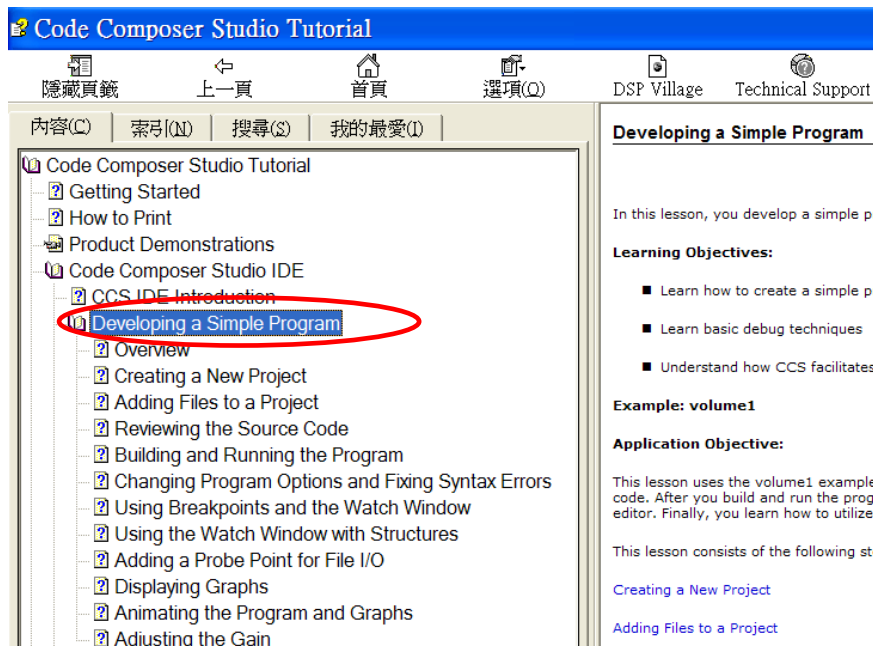 Code Composer Studio Tutorial
隱藏頁籤 上一頁 首頁 選項(O) DSP Village Technical Support
內容(C) 索引(N) 搜尋(S) 我的最愛(I)
Code Composer Studio Tutorial
Getting Started
How to Print
Product Demonstrations
Code Composer Studio IDE
CCS IDE Introduction
Developing a Simple Program
Overview
Creating a New Project
Adding Files to a Project
Reviewing the Source Code
Building and Running the Program
Changing Program Options and Fixing Syntax Errors
Using Breakpoints and the Watch Window
Using the Watch Window with Structures
Adding a Probe Point for File I/O
Displaying Graphs
Animating the Program and Graphs
Adjusting the Gain
Developing a Simple Program
In this lesson, you develop a simple p
Learning Objectives:
Learn how to create a simple p
Learn basic debug techniques
Understand how CCS facilitates
Example: volume1
Application Objective:
This lesson uses the volume1 example
code. After you build and run the prog
editor. Finally, you learn how to utilize
This lesson consists of the following st
Creating a New Project
Adding Files to a Project